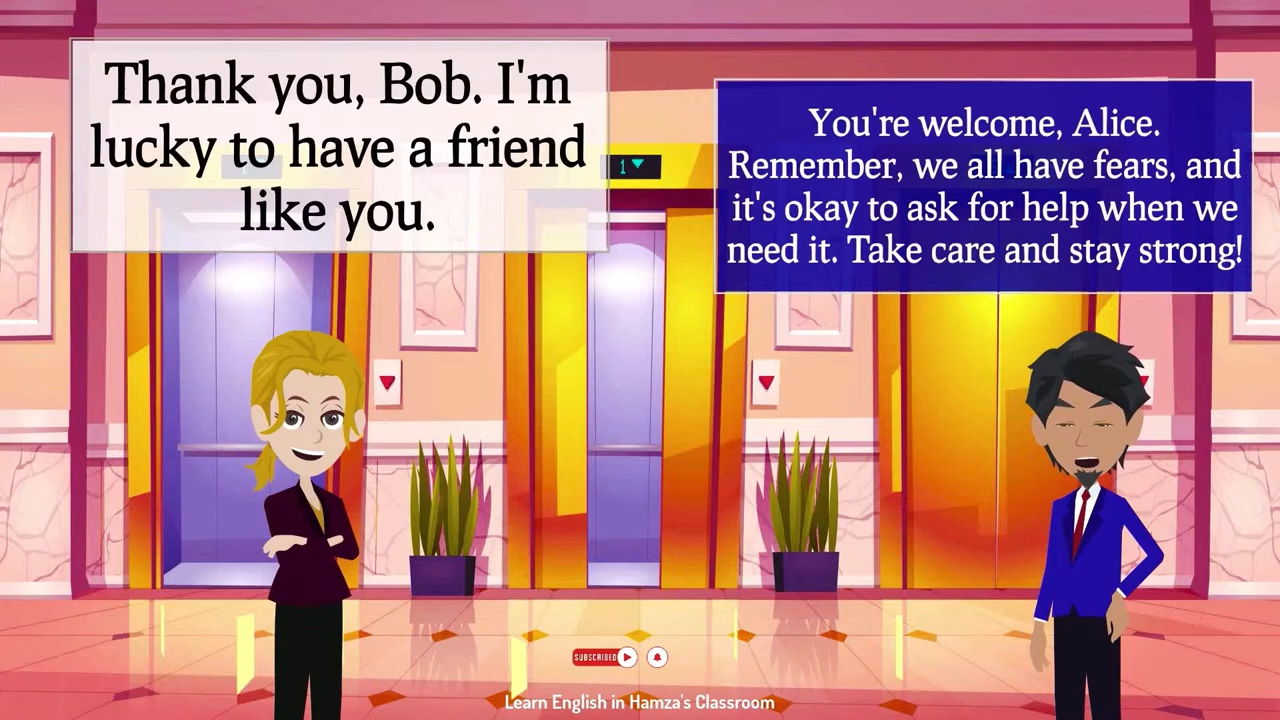 Thank you, Bob. I'm
lucky to have a friend
like you.
1
You're welcome, Alice.
Remember, we all have fears, and
it's okay to ask for help when we
need it. Take care and stay strong!
SUBSCRIBED
Learn English in Hamza's Classroom